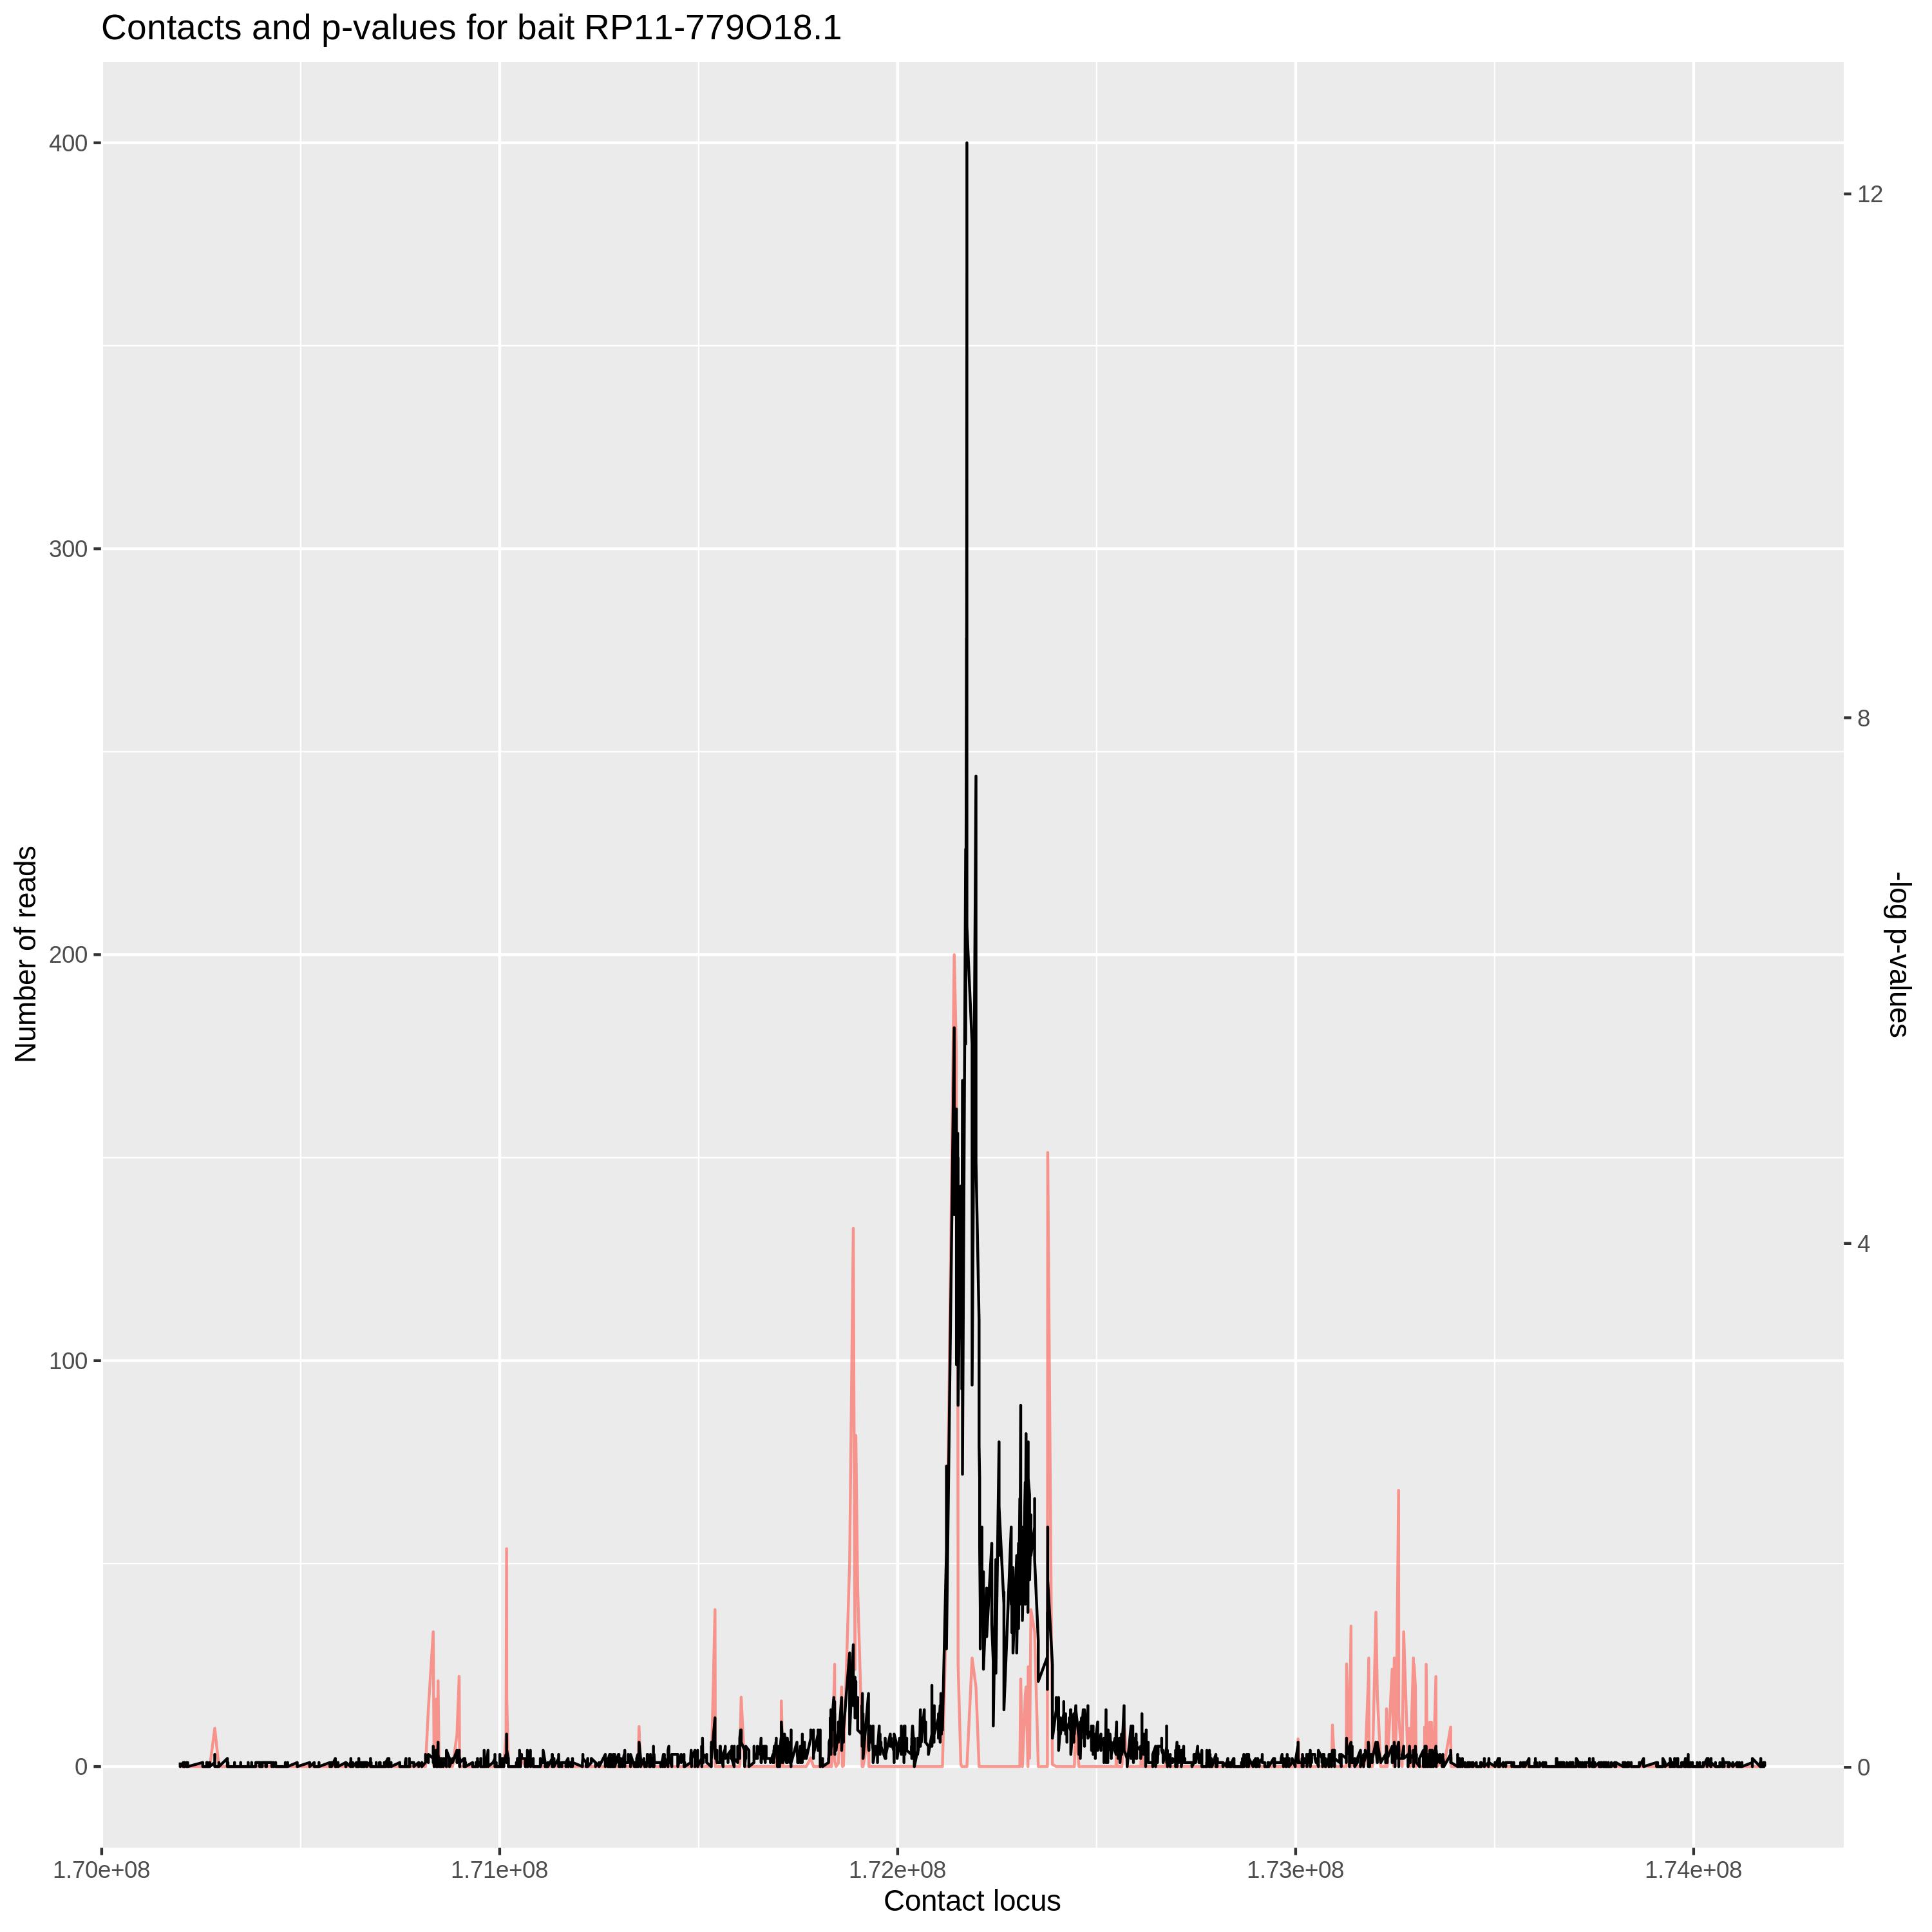 Contacts and p-values for bait RP11-779O18.1
400
300
200
100
0
12
8
4
0
Number of reads
-log p-values
1.70e+08
1.71e+08
1.72e+08
1.73e+08
1.74e+08
Contact locus